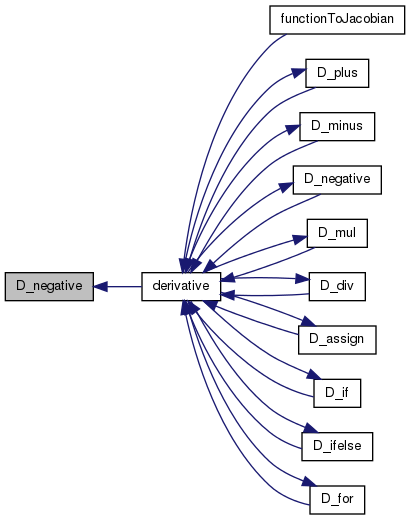 functionToJacobian
D_plus
D_minus
D_negative
D_mul
D_negative
derivative
D_div
D_assign
D_if
D_ifelse
D_for